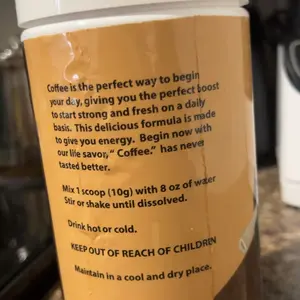 Coffee is the perfect way to begin
your day, giving you the perfect boost
to start strong and fresh on a daily
basis. This delicious formula is made
to give you energy. Begin now with
our life savor, “Coffee.” has never
tasted better.
Mix 1 scoop (10g) with 8 oz of water
Stir or shake until dissolved.
Drink hot or cold.
KEEP OUT OF REACH OF CHILDREN
Maintain in a cool and dry place.